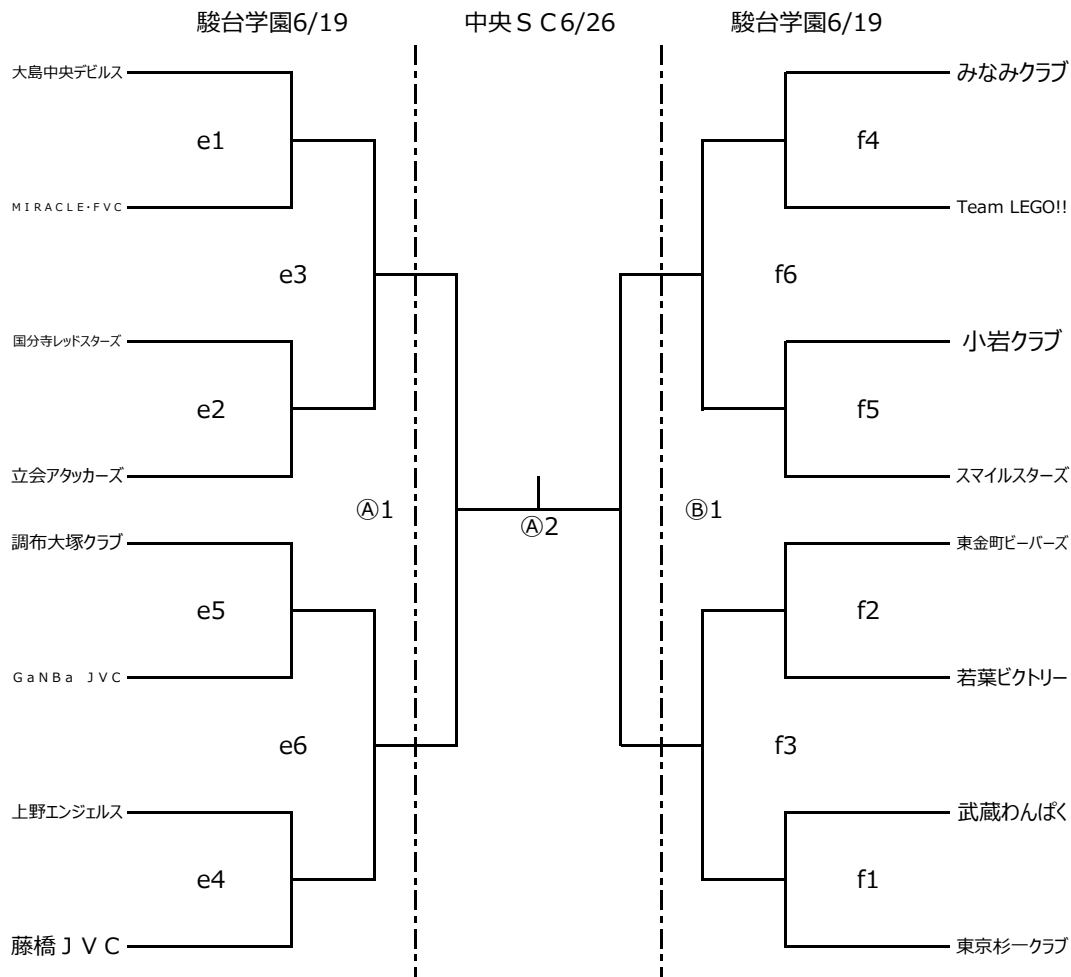 駿台学園6/19 中央ＳＣ6/26 駿台学園6/19
大島中央デビルス みなみクラブ
e1 f4
ＭＩＲＡＣＬＥ・ＦＶＣ Team LEGO!!
e3 f6
国分寺レッドスターズ 小岩クラブ
e2 f5
立会アタッカーズ スマイルスターズ
Ⓐ1 Ⓐ2 Ⓑ1
調布大塚クラブ 東金町ビーバーズ
e5 f2
ＧａＮＢａ ＪＶＣ 若葉ビクトリー
e6 f3
上野エンジェルス 武蔵わんぱく
e4 f1
藤橋ＪＶＣ 東京杉一クラブ